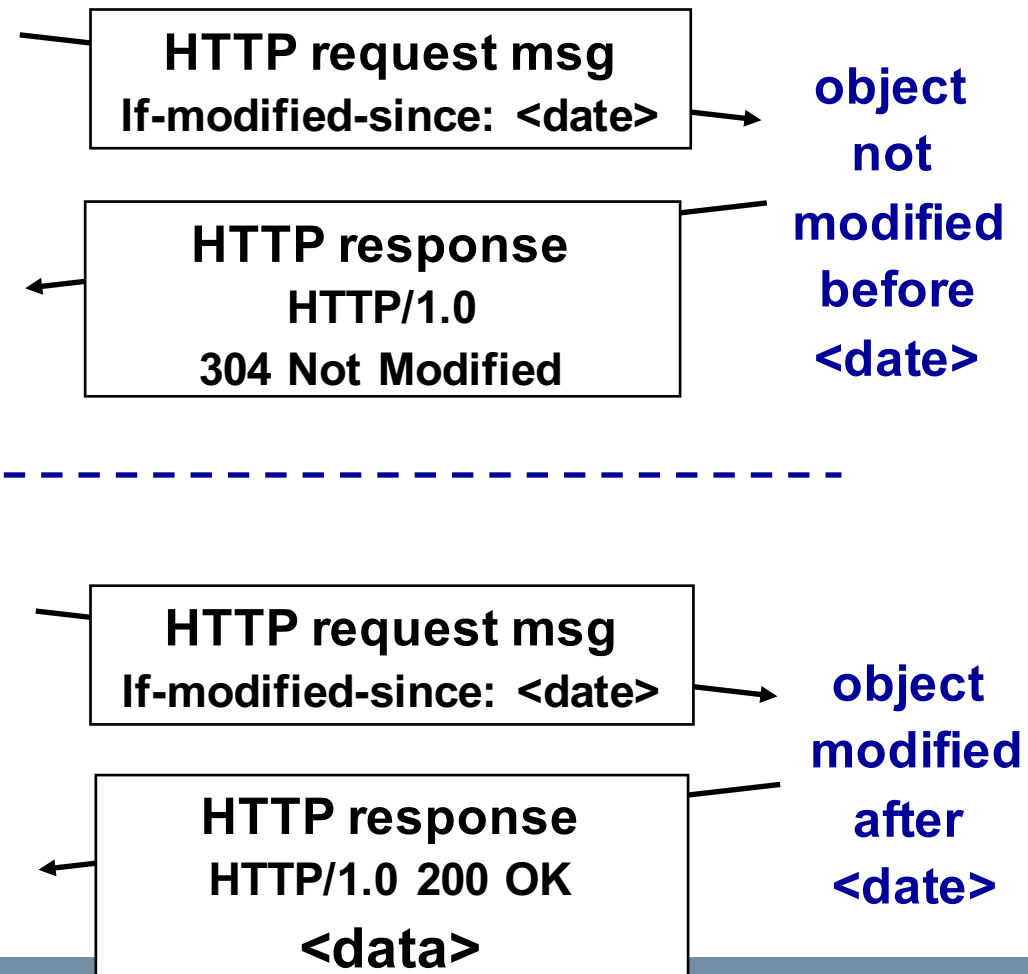 HTTP request msg
If-modified-since: <date>
object
not
modified
before
<date>
HTTP response
HTTP/1.0
304 Not Modified
HTTP request msg
If-modified-since: <date>
object
modified
after
<date>
HTTP response
HTTP/1.0 200 OK
<data>